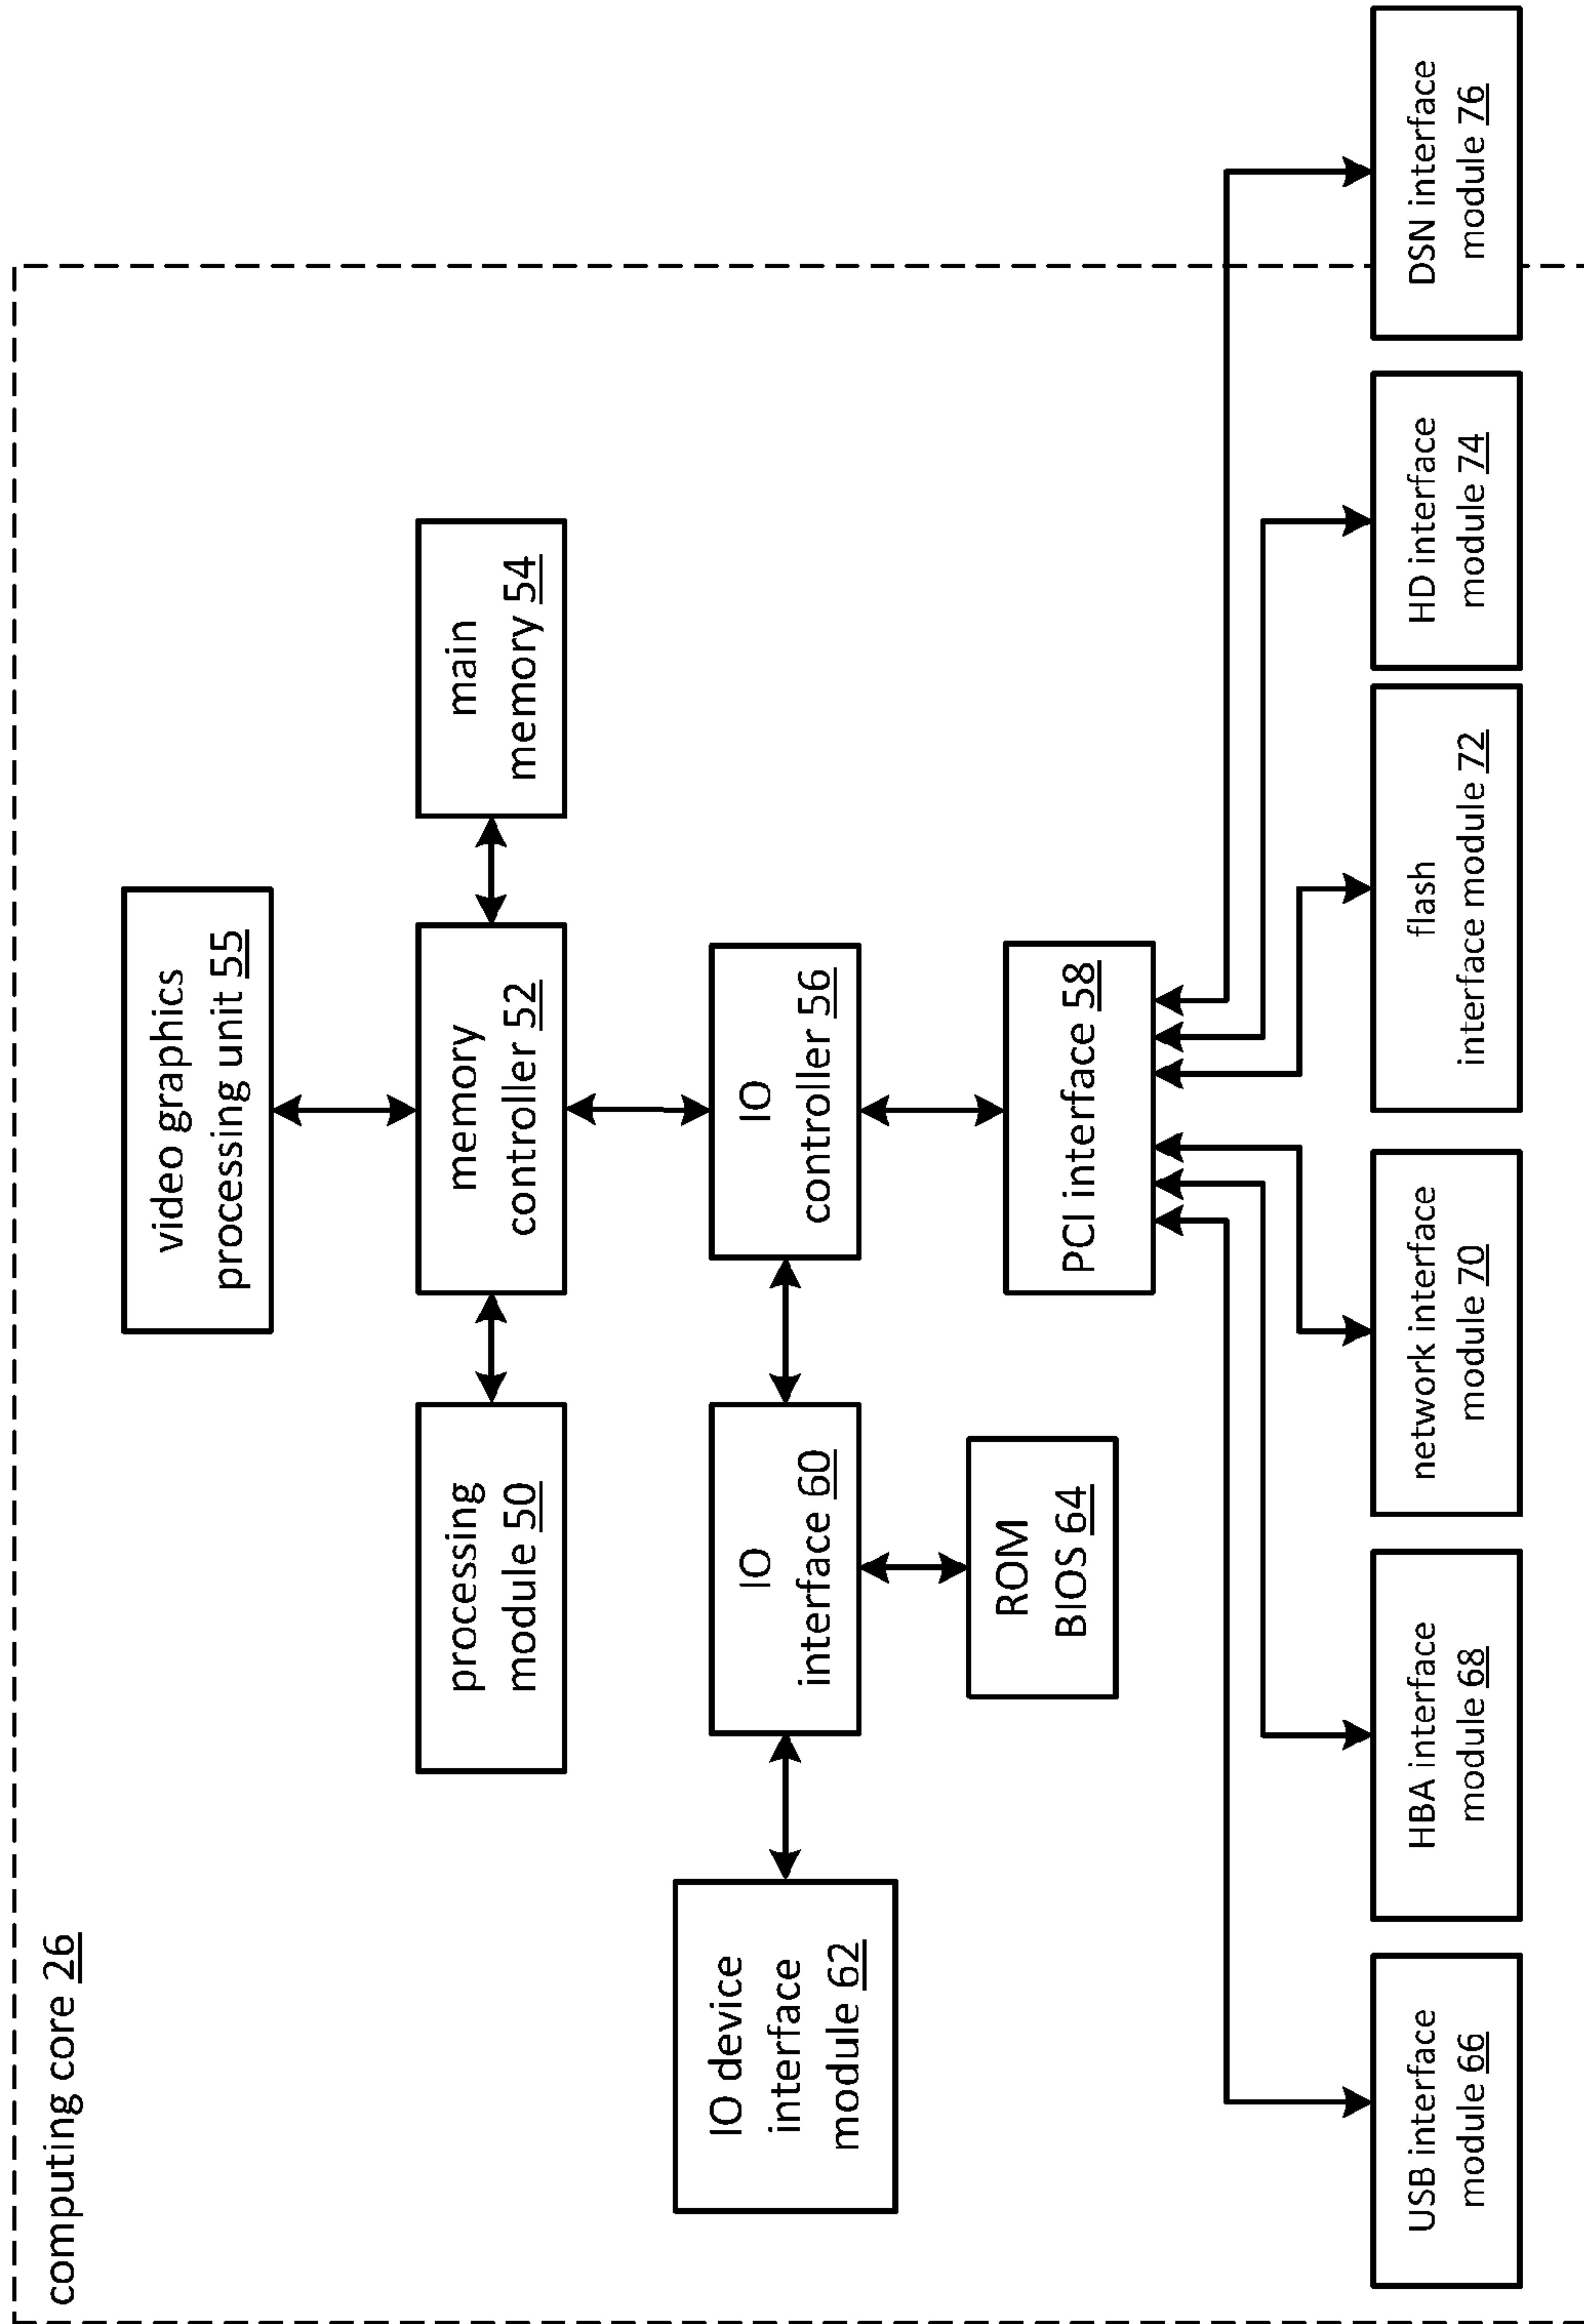 computing core 26
video graphics
processing unit 55
processing
module 50
memory
controller 52
main
memory 54
IO device
interface
module 62
IO
interface 60
IO
controller 56
ROM
BIOS 64
PCI interface 58
USB interface
module 66
HBA interface
module 68
network interface
module 70
flash
interface module 72
HD interface
module 74
DSN interface
module 76